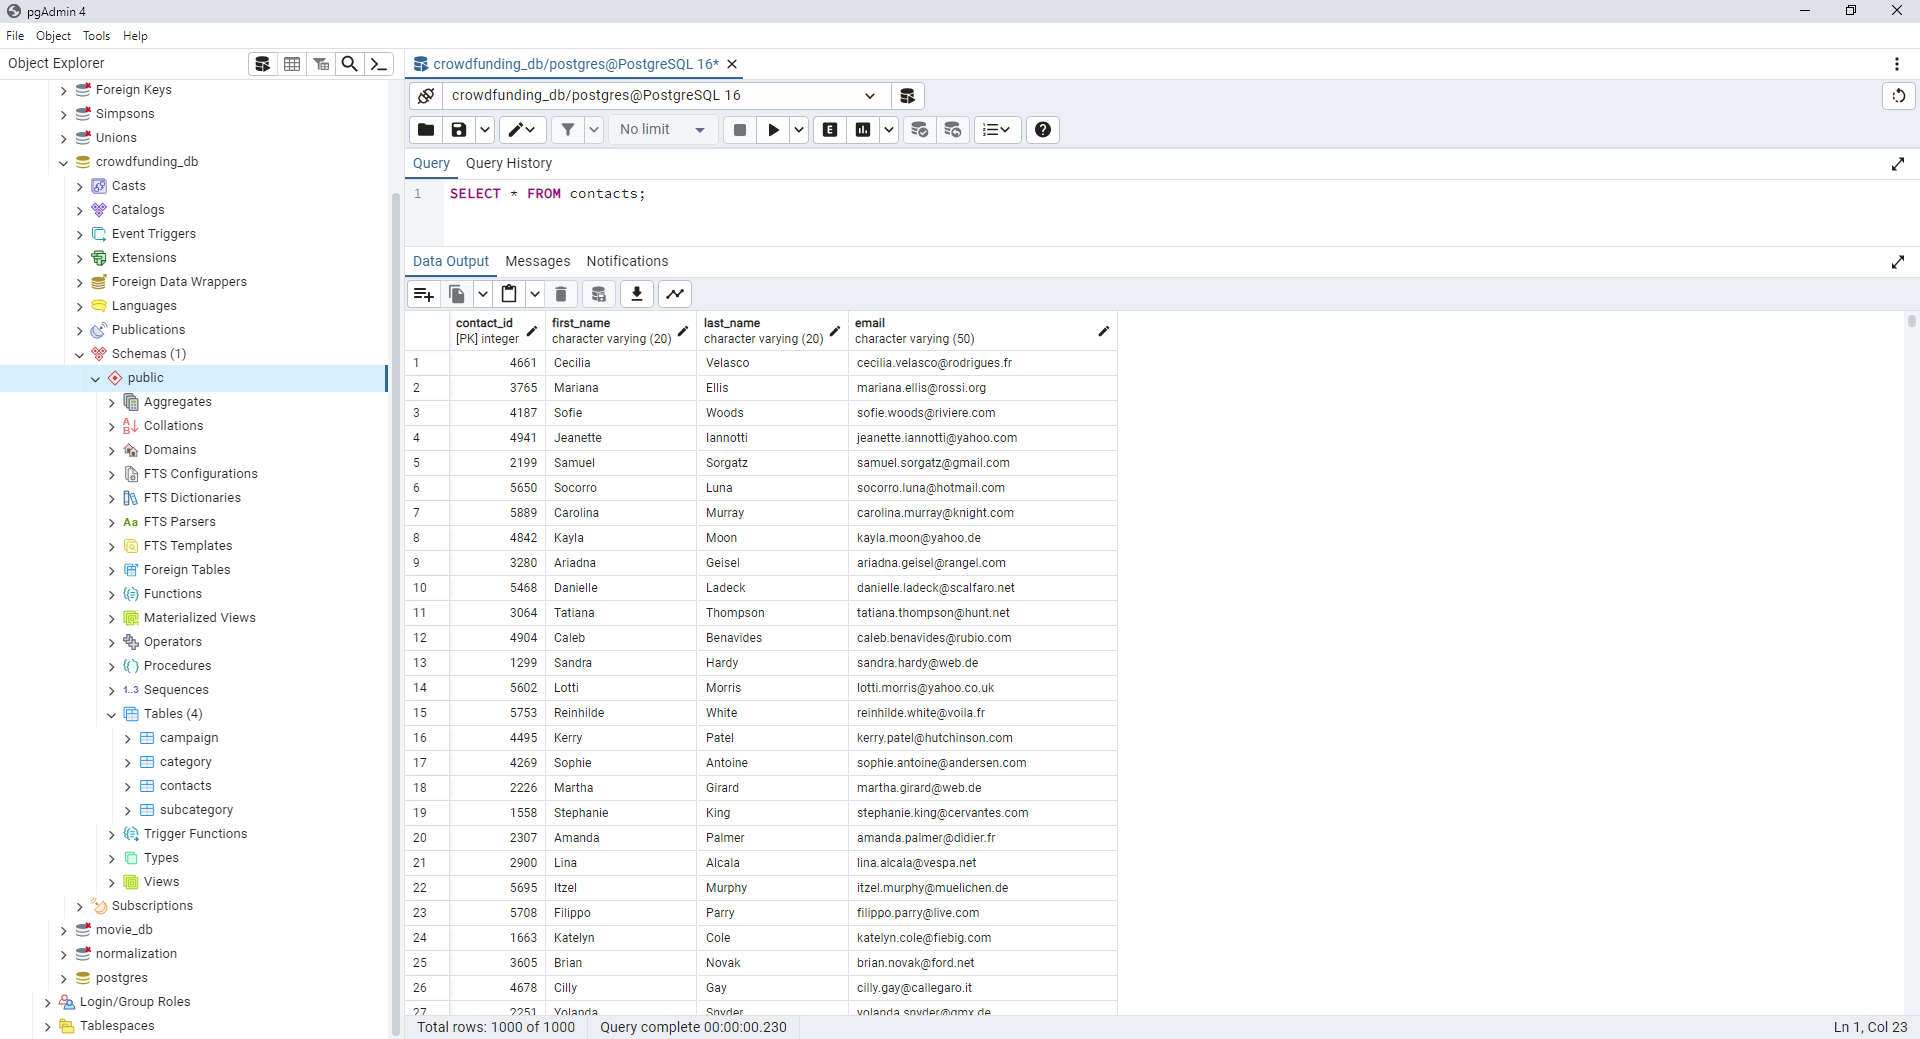 pgAdmin 4
File Object Tools Help
Object Explorer
Foreign Keys
Simpsons
Unions
crowdfunding_db
Casts
Catalogs
Event Triggers
Extensions
Foreign Data Wrappers
Languages
Publications
Schemas (1)
public
Aggregates
Collations
Domains
FTS Configurations
FTS Dictionaries
Aa FTS Parsers
FTS Templates
Foreign Tables
Functions
Materialized Views
Operators
Procedures
1..3 Sequences
Tables (4)
campaign
category
contacts
subcategory
Trigger Functions
Types
Views
Subscriptions
movie_db
normalization
postgres
Login/Group Roles
Tablespaces
crowdfunding_db/postgres@PostgreSQL 16*
crowdfunding_db/postgres@PostgreSQL 16
No limit E
Query Query History
1 SELECT * FROM contacts;
Data Output Messages Notifications
contact_id first_name last_name email
[PK] integer character varying (20) character varying (20) character varying (50)
1 4661 Cecilia Velasco cecilia.velasco@rodrigues.fr
2 3765 Mariana Ellis mariana.ellis@rossi.org
3 4187 Sofie Woods sofie.woods@riviere.com
4 4941 Jeanette Iannotti jeanette.iannotti@yahoo.com
5 2199 Samuel Sorgatz samuel.sorgatz@gmail.com
6 5650 Socorro Luna socorro.luna@hotmail.com
7 5889 Carolina Murray carolina.murray@knight.com
8 4842 Kayla Moon kayla.moon@yahoo.de
9 3280 Ariadna Geisel ariadna.geisel@rangel.com
10 5468 Danielle Ladeck danielle.ladeck@scalfaro.net
11 3064 Tatiana Thompson tatiana.thompson@hunt.net
12 4904 Caleb Benavides caleb.benavides@rubio.com
13 1299 Sandra Hardy sandra.hardy@web.de
14 5602 Lotti Morris lotti.morris@yahoo.co.uk
15 5753 Reinhilde White reinhilde.white@voila.fr
16 4495 Kerry Patel kerry.patel@hutchinson.com
17 4269 Sophie Antoine sophie.antoine@andersen.com
18 2226 Martha Girard martha.girard@web.de
19 1558 Stephanie King stephanie.king@cervantes.com
20 2307 Amanda Palmer amanda.palmer@didier.fr
21 2900 Lina Alcala lina.alcala@vespa.net
22 5695 Itzel Murphy itzel.murphy@muelichen.de
23 5708 Filippo Parry filippo.parry@live.com
24 1663 Katelyn Cole katelyn.cole@fiebig.com
25 3605 Brian Novak brian.novak@ford.net
26 4678 Cilly Gay cilly.gay@callegaro.it
27 2251 Yolanda Snyder yolanda.snyder@gmx.de
Total rows: 1000 of 1000 Query complete 00:00:00.230
Ln 1, Col 23